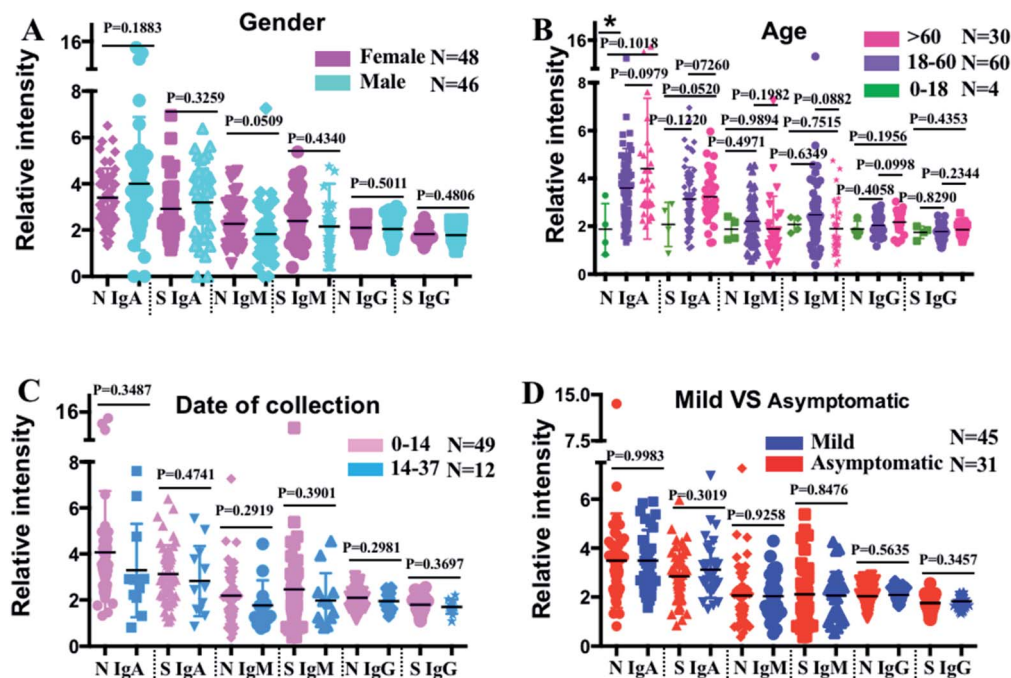 A
Gender
P=0.1883
16
Female N=48
Male N=46
P=0.3259
P=0.0509
P=0.4340
P=0.5011
P=0.4806
8
6
4
2
0
Relative intensity
N IgA S IgA N IgM S IgM N IgG S IgG
B
Age
*
16
P=0.1018
P=0.0979
>60 N=30
18-60 N=60
0-18 N=4
P=07260
P=0.0520
P=0.1220
P=0.1982
P=0.9894
P=0.4971
P=0.0882
P=0.7515
P=0.6349
P=0.1956
P=0.0998
P=0.4058
P=0.4353
P=0.2344
P=0.8290
8
6
4
2
0
Relative intensity
N IgA S IgA N IgM S IgM N IgG S IgG
C
Date of collection
P=0.3487
16
0-14 N=49
14-37 N=12
P=0.4741
P=0.2919
P=0.3901
P=0.2981
P=0.3697
8
6
4
2
0
Relative intensity
N IgA S IgA N IgM S IgM N IgG S IgG
D
Mild VS Asymptomatic
15.0
7.5
Mild N=45
Asymptomatic N=31
P=0.9983
P=0.3019
P=0.9258
P=0.8476
P=0.5635
P=0.3457
6
4
2
0
Relative intensity
N IgA S IgA N IgM S IgM N IgG S IgG